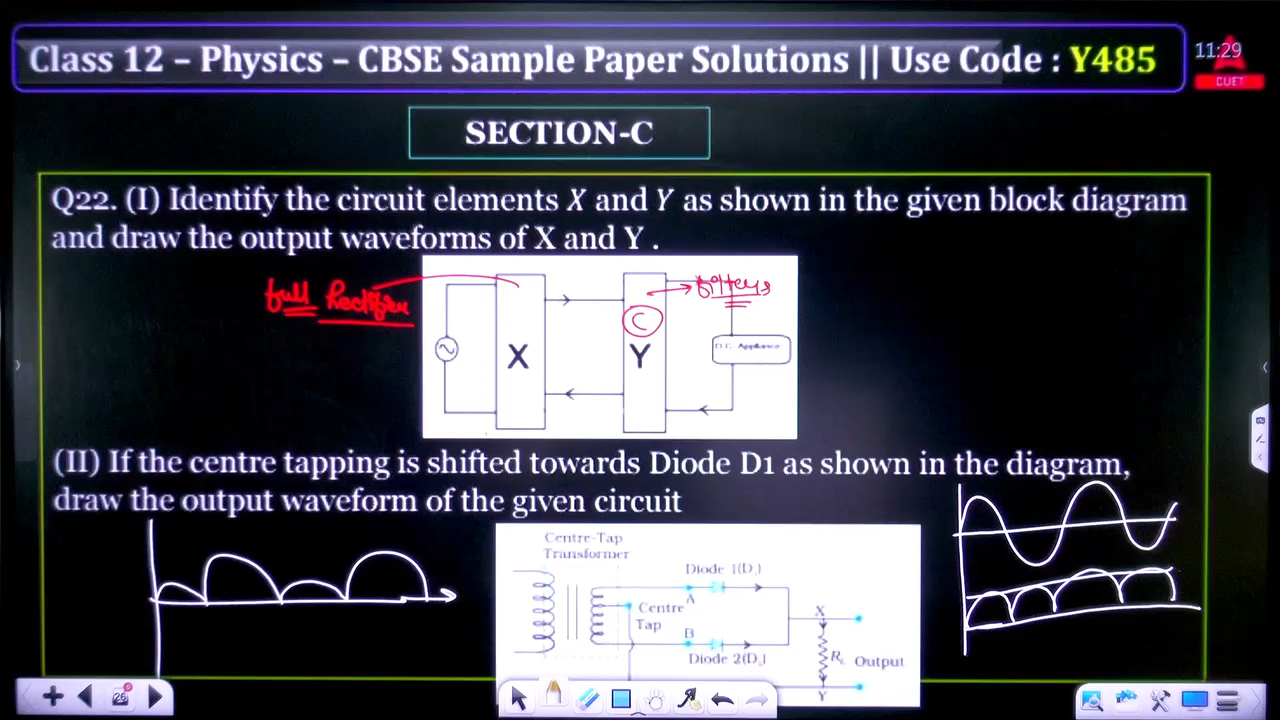 Class 12 – Physics – CBSE Sample Paper Solutions || Use Code : Y485
11:29
CUET
SECTION-C
Q22. (I) Identify the circuit elements X and Y as shown in the given block diagram
and draw the output waveforms of X and Y .
full Rectifier
C
X
Y
D.C. Appliance
(II) If the centre tapping is shifted towards Diode D1 as shown in the diagram,
draw the output waveform of the given circuit
Centre-Tap
Transformer
Diode 1(D₁)
A
Centre
Tap
X
B
Diode 2(D₂)
Rʟ Output
Y